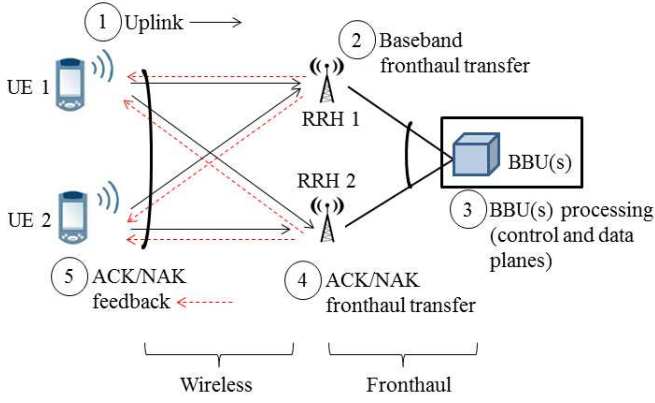 1 Uplink
2 Baseband
fronthaul transfer
UE 1
RRH 1
BBU(s)
RRH 2
UE 2
3 BBU(s) processing
(control and data
planes)
5 ACK/NAK
feedback
4 ACK/NAK
fronthaul transfer
Wireless
Fronthaul